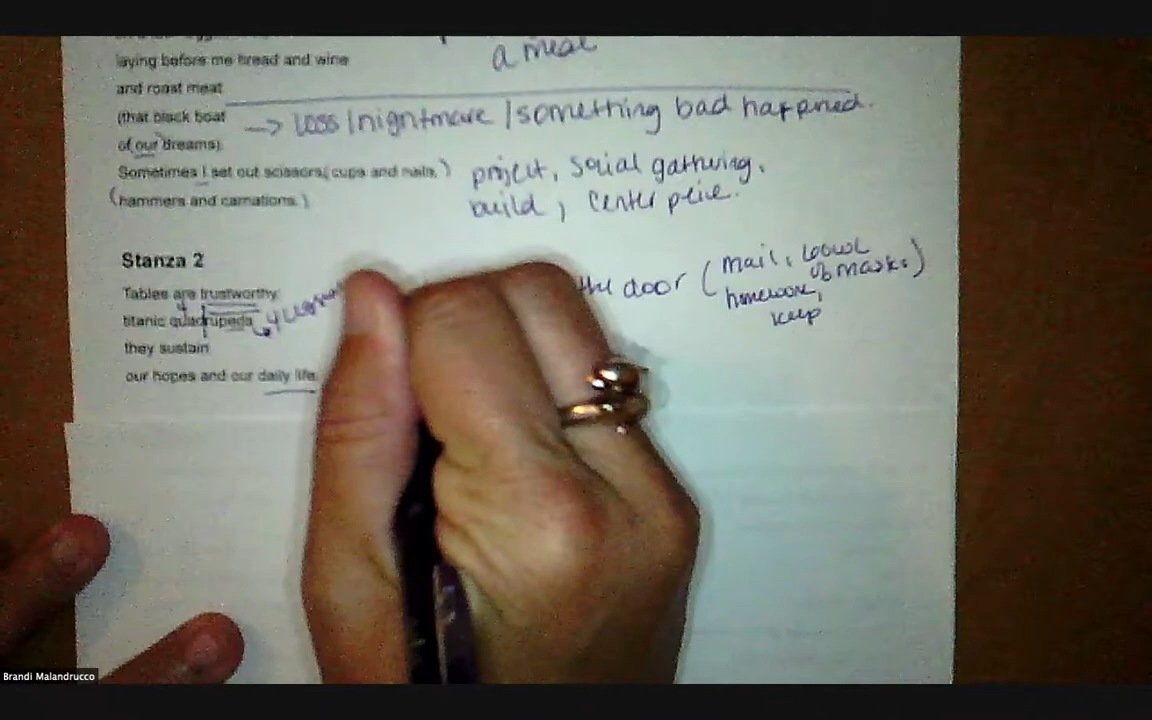 laying before me bread and wine
a meal
and roast meat
(that black boat
→ Loss/nightmare/something bad happened.
of our dreams).
Sometimes I set out scissors, (cups and nails,)
project, social gathering,
(hammers and carnations.)
build, center piece.
Stanza 2
the door (mail, bowl
of masks)
Tables are trustworthy
homework,
keep
titanic quadrupeds
4 legs
they sustain
our hopes and our daily life.
Brandi Malandrucco